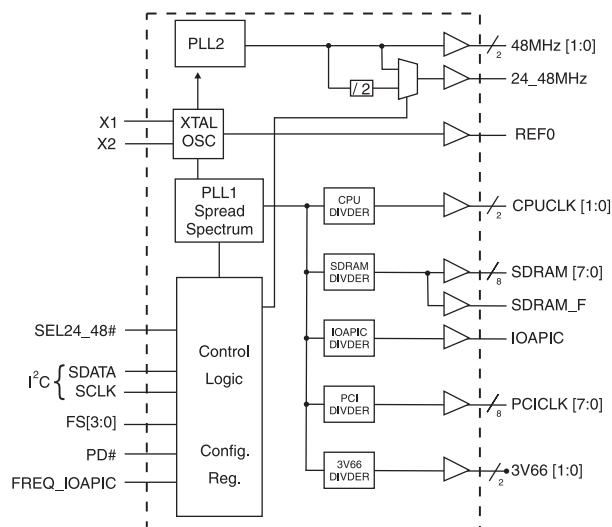 PLL2
/ 2
2
48MHz [1:0]
24_48MHz
X1
X2
XTAL
OSC
REF0
PLL1
Spread
Spectrum
CPU
DIVDER
2
CPUCLK [1:0]
SDRAM
DIVDER
8
SDRAM [7:0]
SDRAM_F
SEL24_48#
Control
Logic
IOAPIC
DIVDER
IOAPIC
I2C { SDATA
SCLK
FS[3:0]
PCI
DIVDER
8
PCICLK [7:0]
PD#
Config.
Reg.
FREQ_IOAPIC
3V66
DIVDER
2
3V66 [1:0]